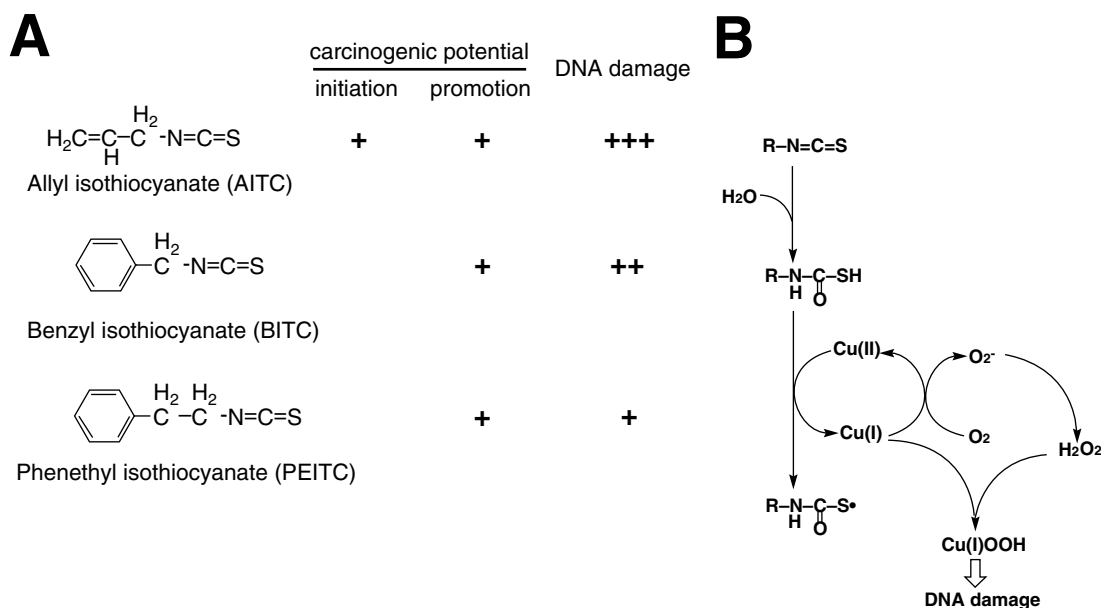 A
carcinogenic potential
DNA damage
initiation
promotion
H2C=C-C-N=C=S
H
H2
+
+
+++
Allyl isothiocyanate (AITC)
H2
C-N=C=S
+
++
Benzyl isothiocyanate (BITC)
H2 H2
C-C-N=C=S
+
+
Phenethyl isothiocyanate (PEITC)
B
R-N=C=S
H2O
R-N-C-SH
H O
Cu(II)
O2-
Cu(I)
O2
H2O2
R-N-C-S•
H O
Cu(I)OOH
DNA damage